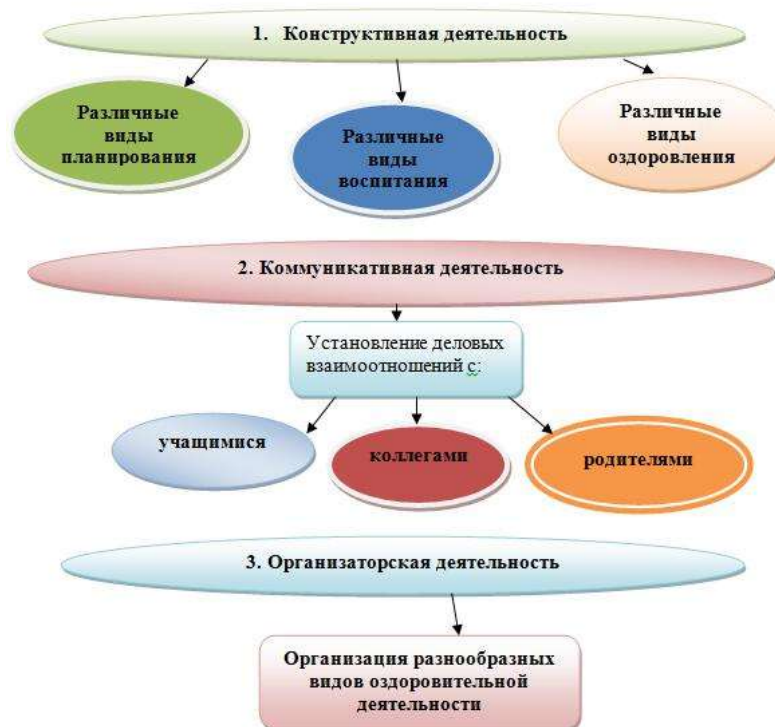 1. Конструктивная деятельность
Различные
виды
планирования
Различные
виды
воспитания
Различные
виды
оздоровления
2. Коммуникативная деятельность
Установление деловых
взаимоотношений с:
учащимися
коллегами
родителями
3. Организаторская деятельность
Организация разнообразных
видов оздоровительной
деятельности